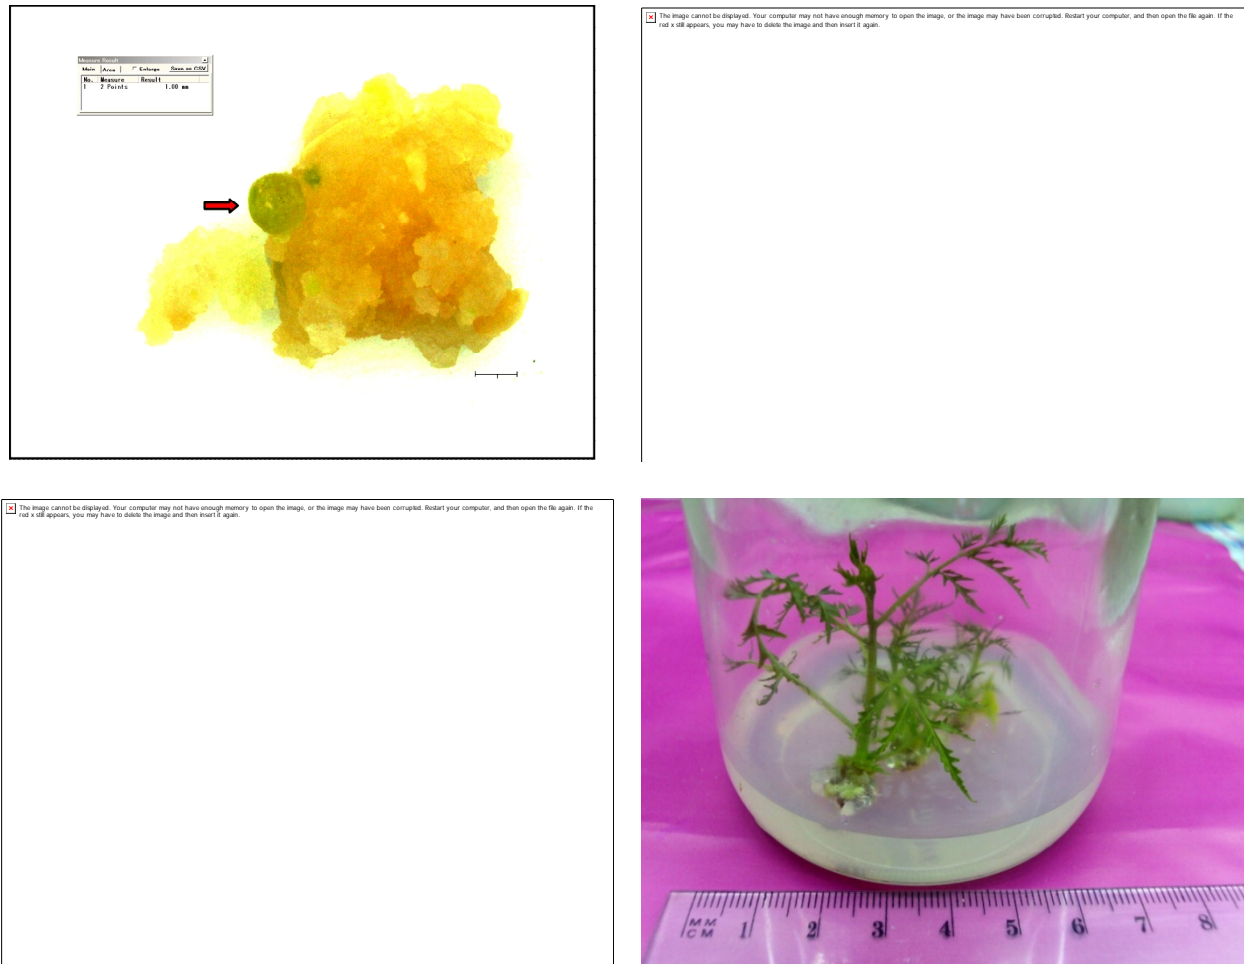 Measure Result
Main Area Enlarge Save as CSV
No. Measure Result
1 2 Points 1.00 mm
The image cannot be displayed. Your computer may not have enough memory to open the image, or the image may have been corrupted. Restart your computer, and then open the file again. If the
red x still appears, you may have to delete the image and then insert it again.
The image cannot be displayed. Your computer may not have enough memory to open the image, or the image may have been corrupted. Restart your computer, and then open the file again. If the
red x still appears, you may have to delete the image and then insert it again.
MM
CM 1 2 3 4 5 6 7 8